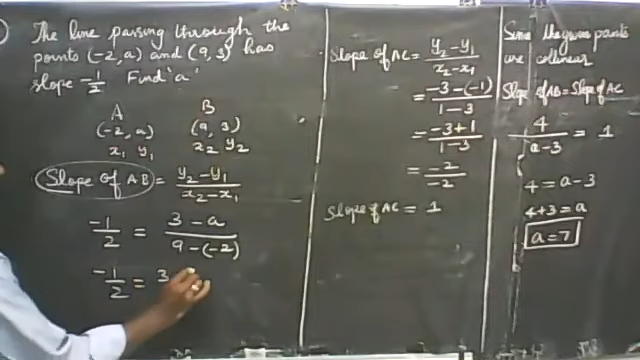 The line passing through the
points (-2, a) and (9, 3) has
slope -1/2 Find 'a'
A B
(-2, a) (9, 3)
x₁ y₁ x₂ y₂
Slope of AB = y₂-y₁/x₂-x₁
-1/2 = 3-a/9-(-2)
-1/2 = 3
Slope of AC = y₂-y₁/x₂-x₁
= -3-(-1)/1-3
= -3+1/1-3
= -2/-2
Slope of AC = 1
Since the given points
are colinear
Slope of AB = Slope of AC
4/a-3 = 1
4 = a-3
4+3 = a
a = 7